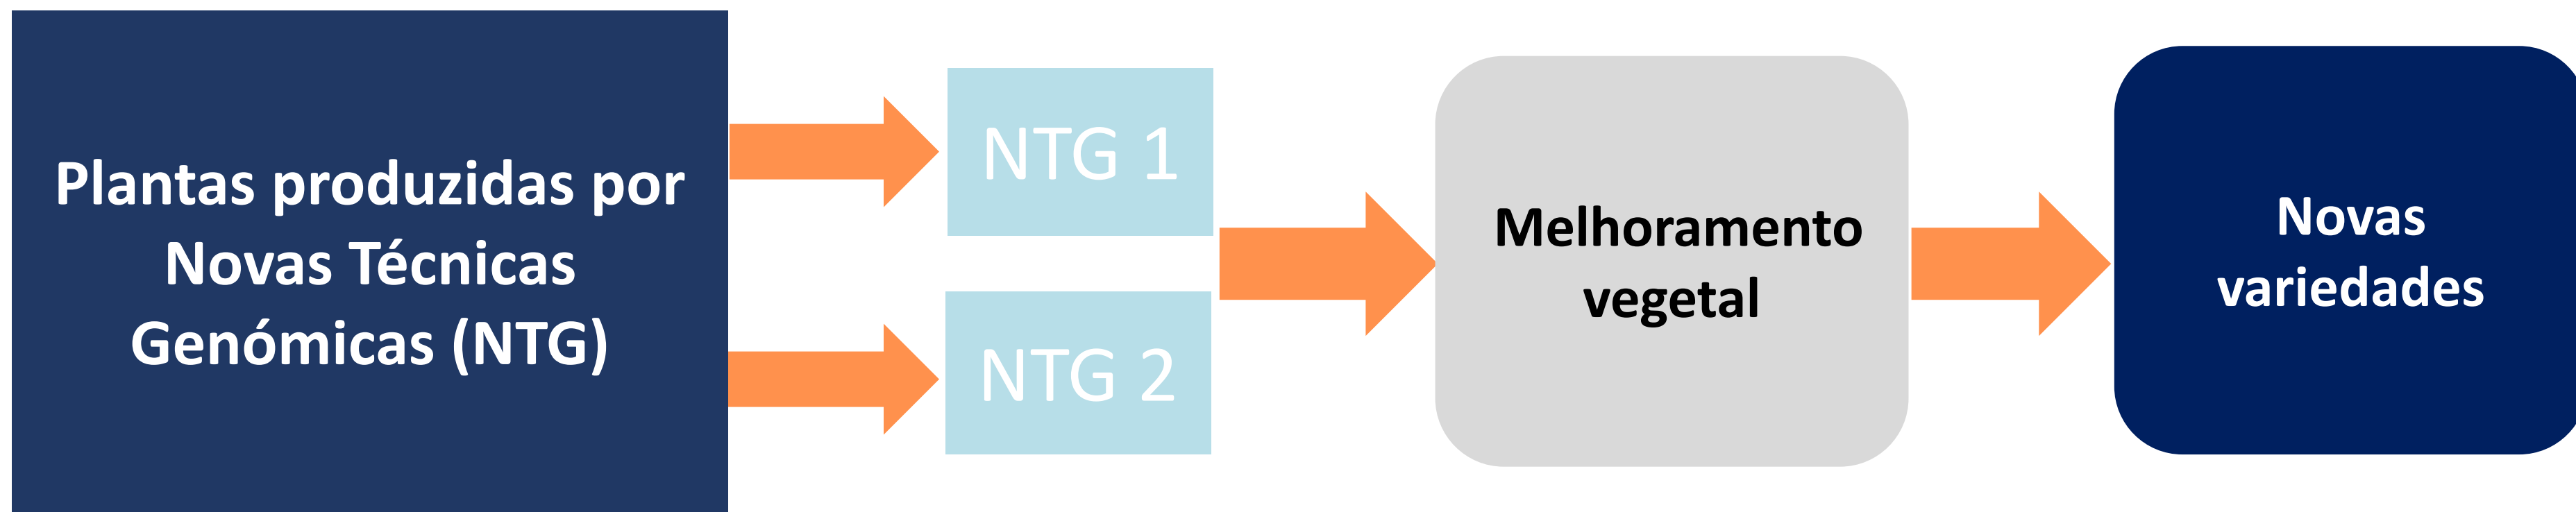 Plantas produzidas por
Novas Técnicas
Genómicas (NTG)
NTG 1
NTG 2
Melhoramento
vegetal
Novas
variedades